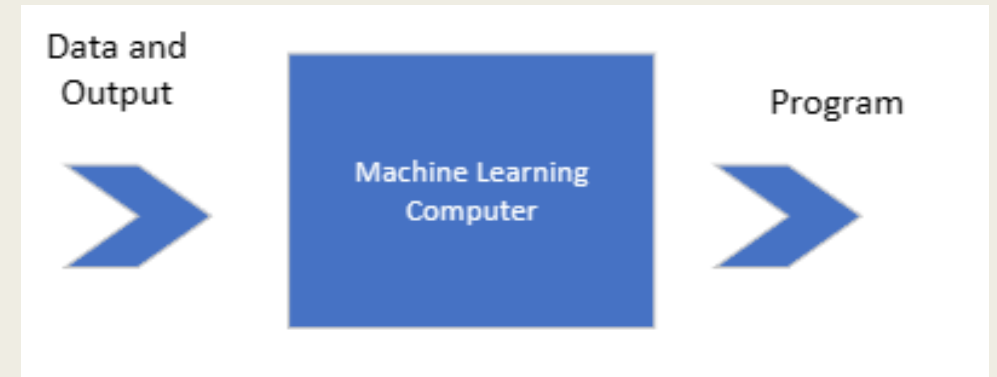 Data and
Output
Machine Learning
Computer
Program